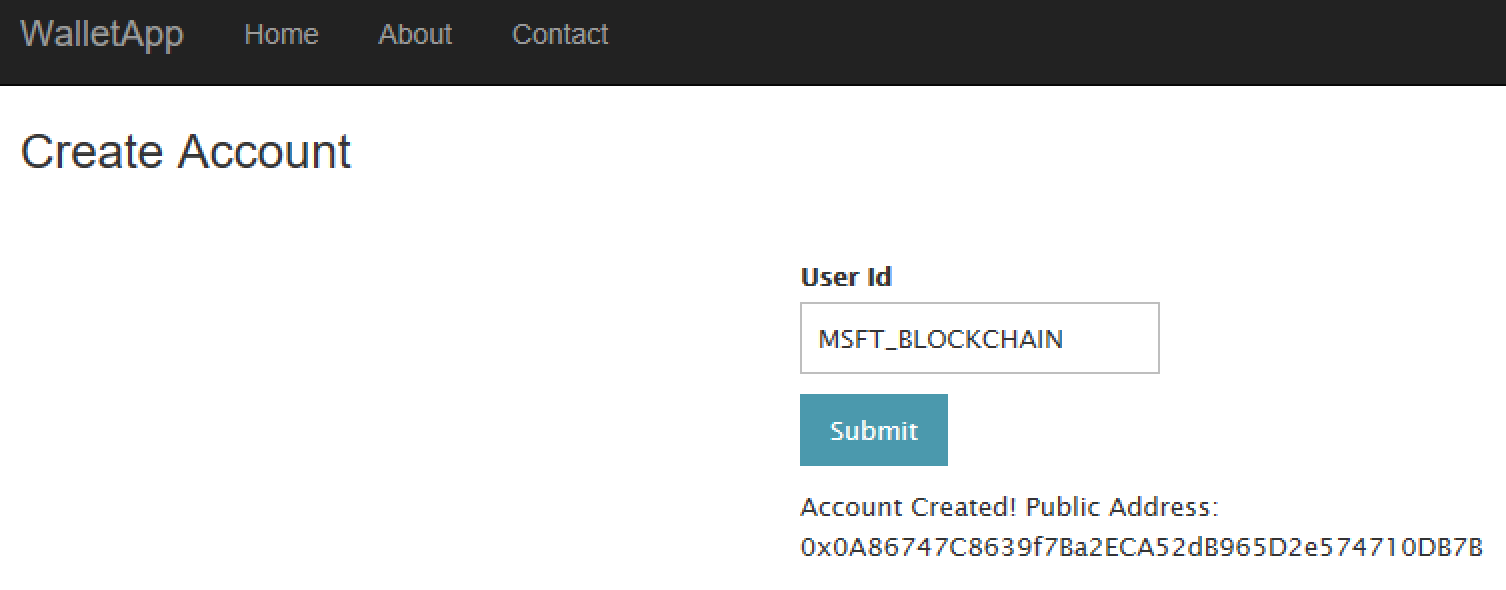 WalletApp Home About Contact
Create Account
User Id
MSFT_BLOCKCHAIN
Submit
Account Created! Public Address:
0x0A86747C8639f7Ba2ECA52dB965D2e574710DB7B